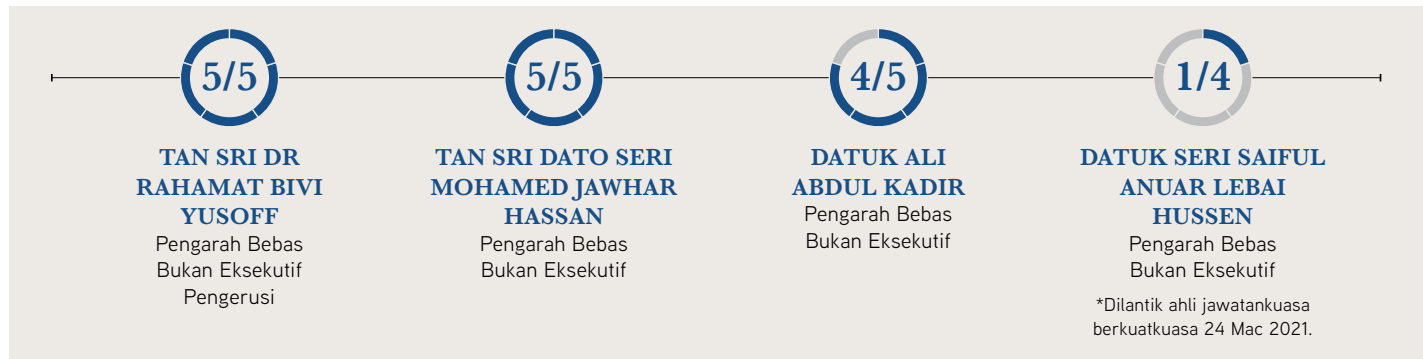 5/5
TAN SRI DR
RAHAMAT BIVI
YUSOFF
Pengarah Bebas
Bukan Eksekutif
Pengerusi
5/5
TAN SRI DATO SERI
MOHAMED JAWHAR
HASSAN
Pengarah Bebas
Bukan Eksekutif
4/5
DATUK ALI
ABDUL KADIR
Pengarah Bebas
Bukan Eksekutif
1/4
DATUK SERI SAIFUL
ANUAR LEBAI
HUSSEN
Pengarah Bebas
Bukan Eksekutif
*Dilantik ahli jawatankuasa
berkuatkuasa 24 Mac 2021.